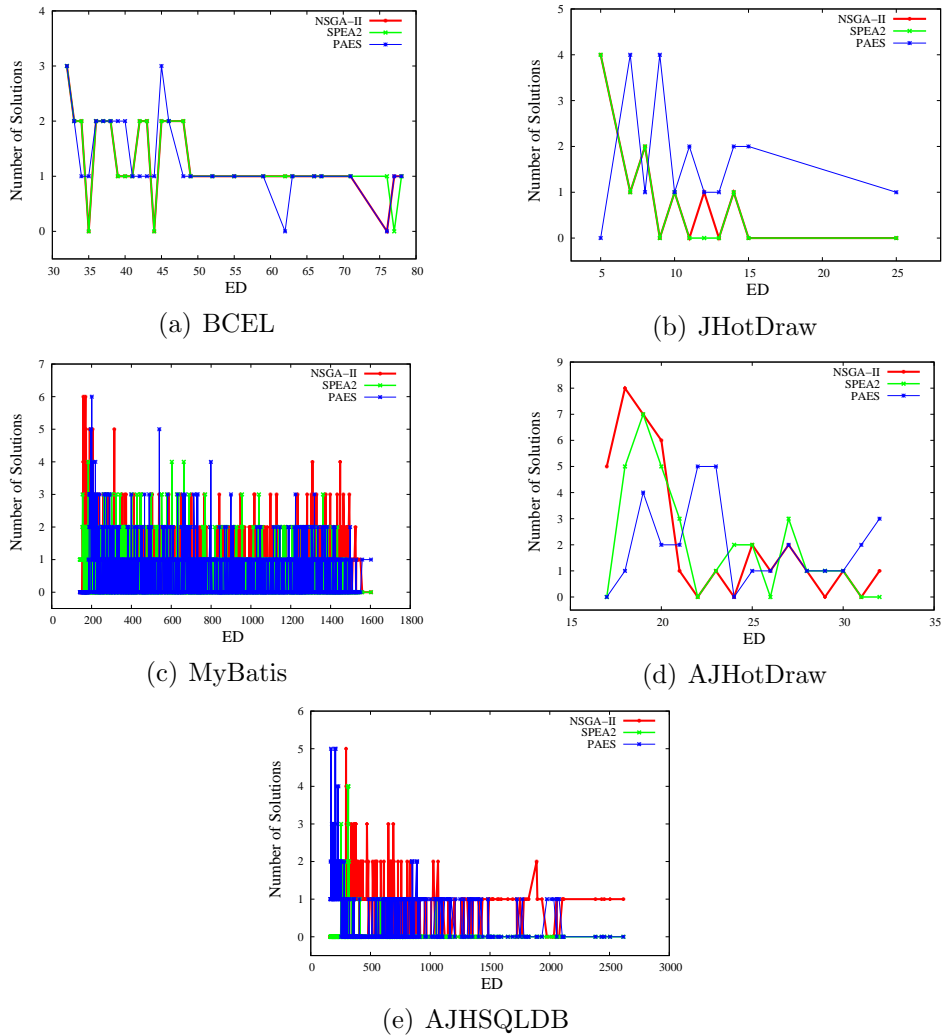 NSGA-II
SPEA2
PAES
Number of Solutions
3
2
1
0
30 35 40 45 50 55 60 65 70 75 80
ED
(a) BCEL
NSGA-II
SPEA2
PAES
Number of Solutions
5
4
3
2
1
0
5 10 15 20 25
ED
(b) JHotDraw
NSGA-II
SPEA2
PAES
Number of Solutions
7
6
5
4
3
2
1
0
0 200 400 600 800 1000 1200 1400 1600 1800
ED
(c) MyBatis
NSGA-II
SPEA2
PAES
Number of Solutions
9
8
7
6
5
4
3
2
1
0
15 20 25 30 35
ED
(d) AJHotDraw
NSGA-II
SPEA2
PAES
Number of Solutions
6
5
4
3
2
1
0
0 500 1000 1500 2000 2500 3000
ED
(e) AJHSQLDB